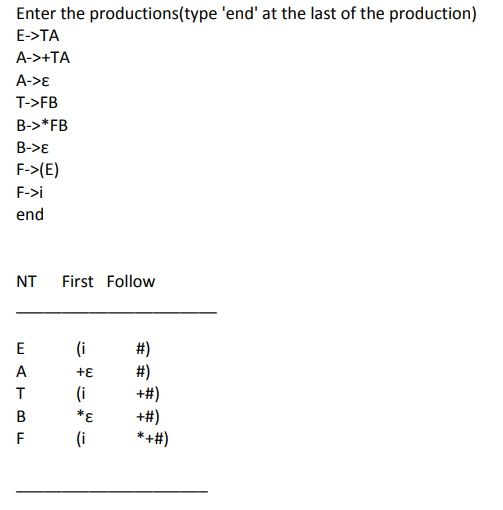 Enter the productions(type 'end' at the last of the production)
E->TA
A->+TA
A->ε
T->FB
B->*FB
B->ε
F->(E)
F->i
end
NT First Follow
E (i #)
A +ε #)
T (i +#)
B *ε +#)
F (i *+#)